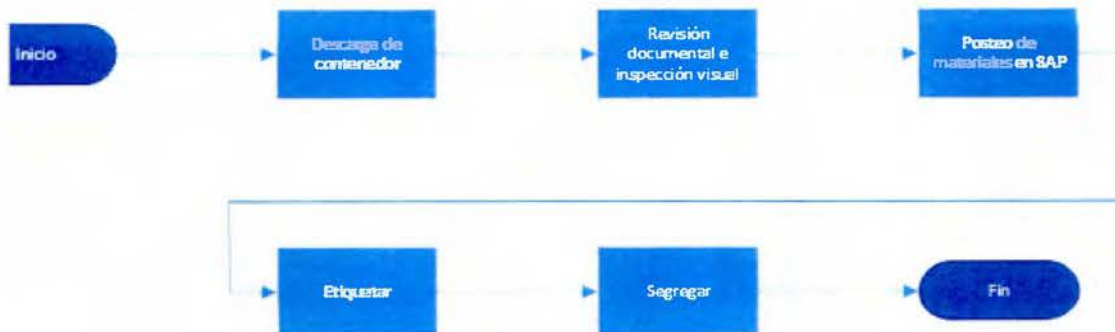 Inicio
Descarga de
contenedor
Revisión
documental e
inspección visual
Posteo de
materiales en SAP
Etiquetar
Segregar
Fin